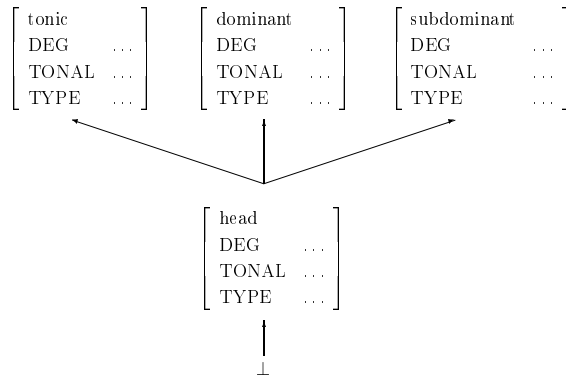 tonic
DEG ...
TONAL ...
TYPE ...
dominant
DEG ...
TONAL ...
TYPE ...
subdominant
DEG ...
TONAL ...
TYPE ...
head
DEG ...
TONAL ...
TYPE ...
⊥